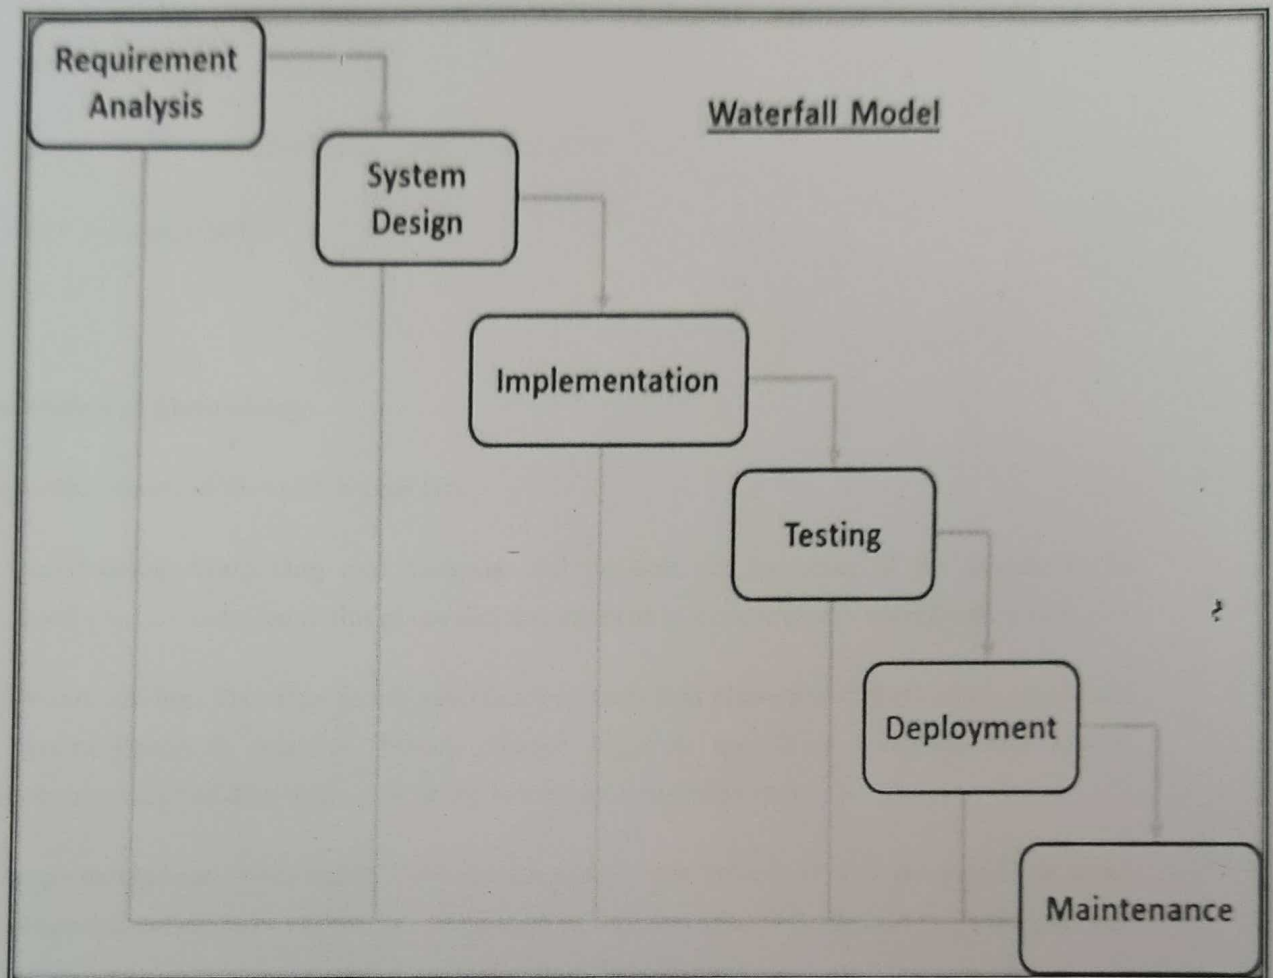 Requirement
Analysis
Waterfall Model
System
Design
Implementation
Testing
Deployment
Maintenance